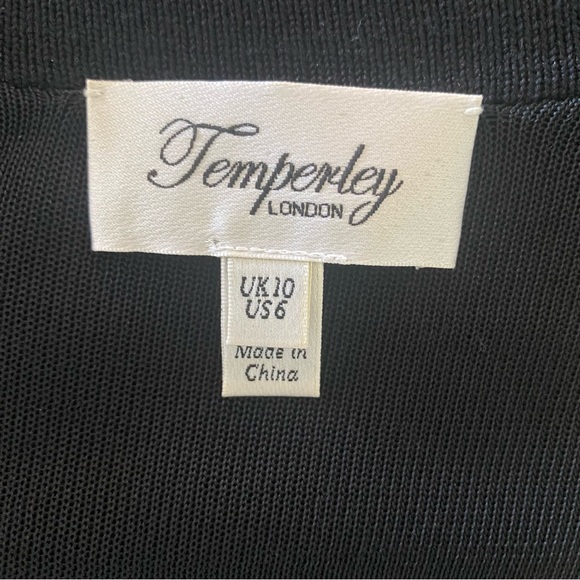 Temperley
LONDON
UK10
US6
Made in
China